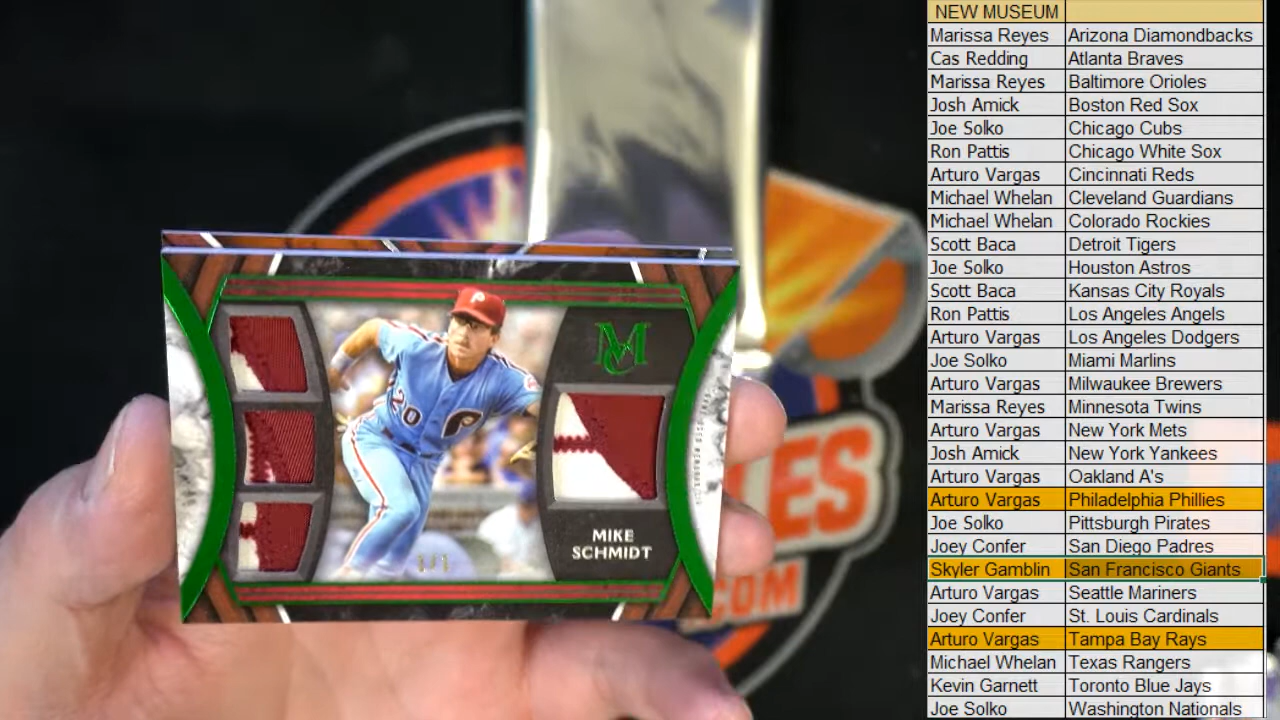 NEW MUSEUM
Marissa Reyes Arizona Diamondbacks
Cas Redding Atlanta Braves
Marissa Reyes Baltimore Orioles
Josh Amick Boston Red Sox
Joe Solko Chicago Cubs
Ron Pattis Chicago White Sox
Arturo Vargas Cincinnati Reds
Michael Whelan Cleveland Guardians
Michael Whelan Colorado Rockies
Scott Baca Detroit Tigers
Joe Solko Houston Astros
Scott Baca Kansas City Royals
Ron Pattis Los Angeles Angels
Arturo Vargas Los Angeles Dodgers
Joe Solko Miami Marlins
Arturo Vargas Milwaukee Brewers
Marissa Reyes Minnesota Twins
Arturo Vargas New York Mets
Josh Amick New York Yankees
Arturo Vargas Oakland A's
Arturo Vargas Philadelphia Phillies
Joe Solko Pittsburgh Pirates
Joey Confer San Diego Padres
Skyler Gamblin San Francisco Giants
Arturo Vargas Seattle Mariners
Joey Confer St. Louis Cardinals
Arturo Vargas Tampa Bay Rays
Michael Whelan Texas Rangers
Kevin Garnett Toronto Blue Jays
Joe Solko Washington Nationals
P
20 P
MC
MIKE
SCHMIDT
1/1
LES
.COM